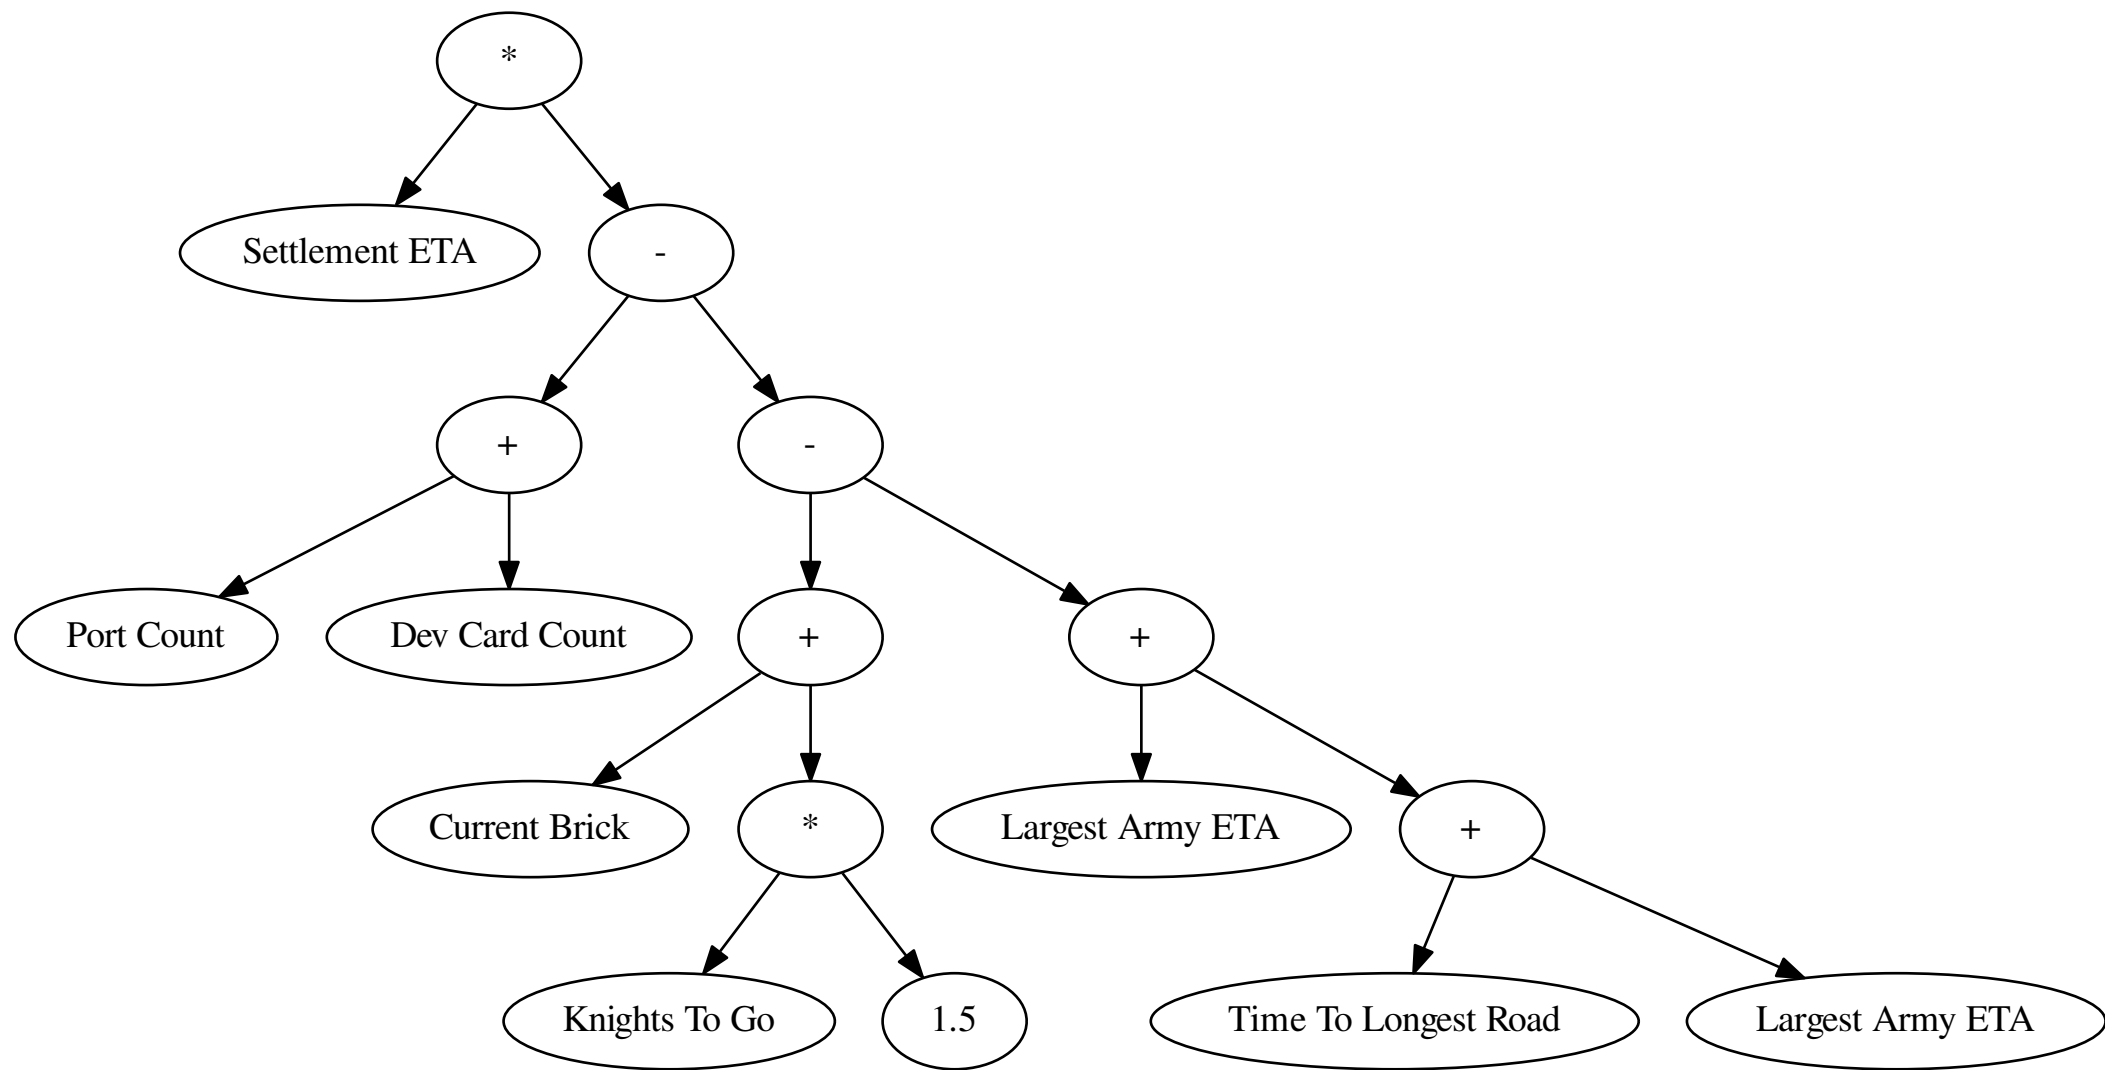 *
Settlement ETA
-
+
-
Port Count
Dev Card Count
+
+
Current Brick
*
Largest Army ETA
+
Knights To Go
1.5
Time To Longest Road
Largest Army ETA